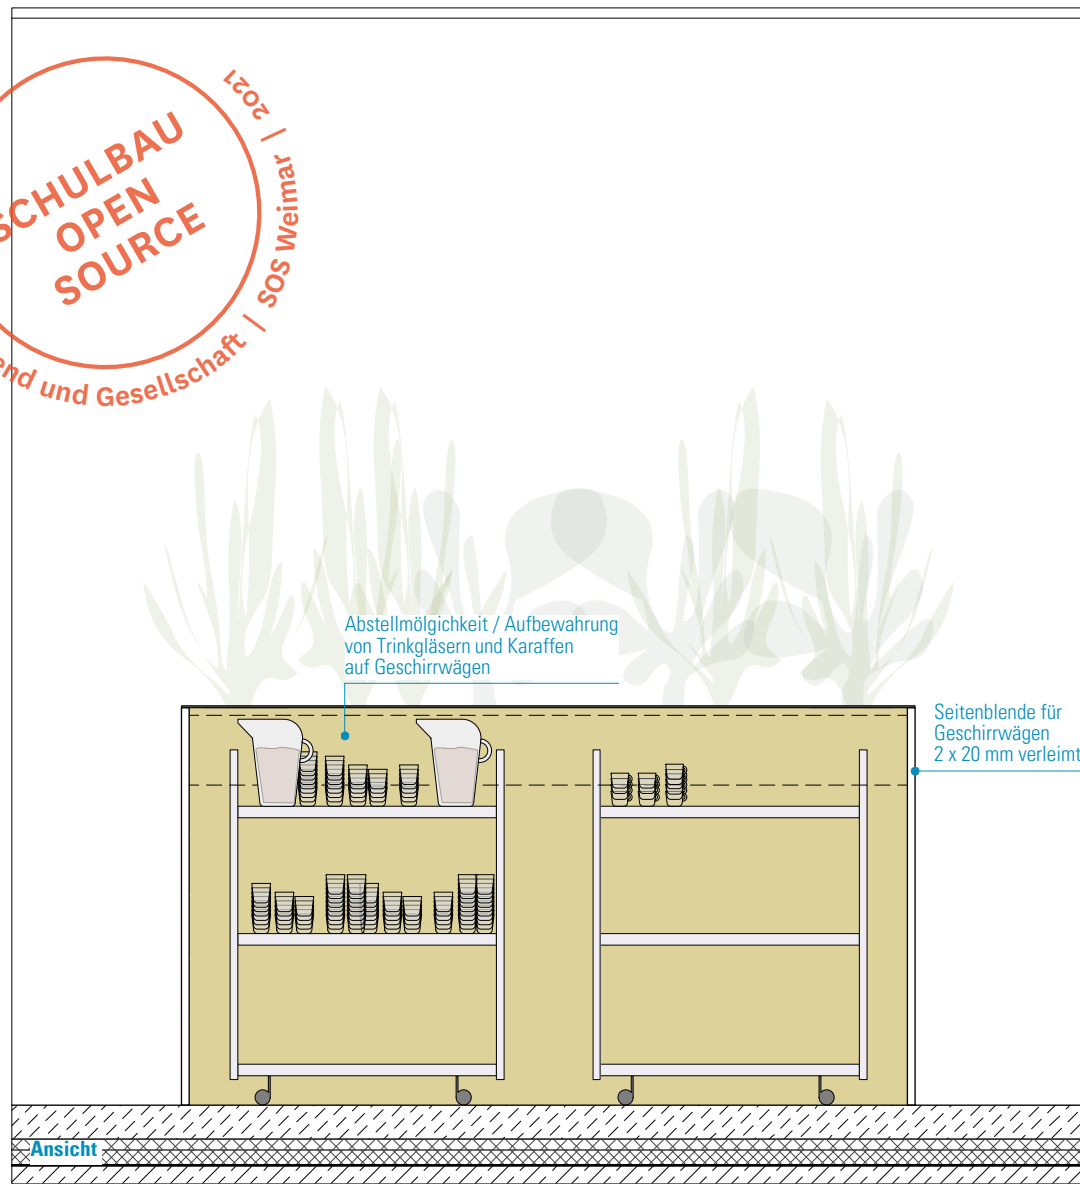 SCHULBAU
OPEN
SOURCE
end und Gesellschaft | SOS Weimar | 2021
Abstellmölgichkeit / Aufbewahrung
von Trinkgläsern und Karaffen
auf Geschirrwägen
Seitenblende für
Geschirrwägen
2 x 20 mm verleimt
Ansicht